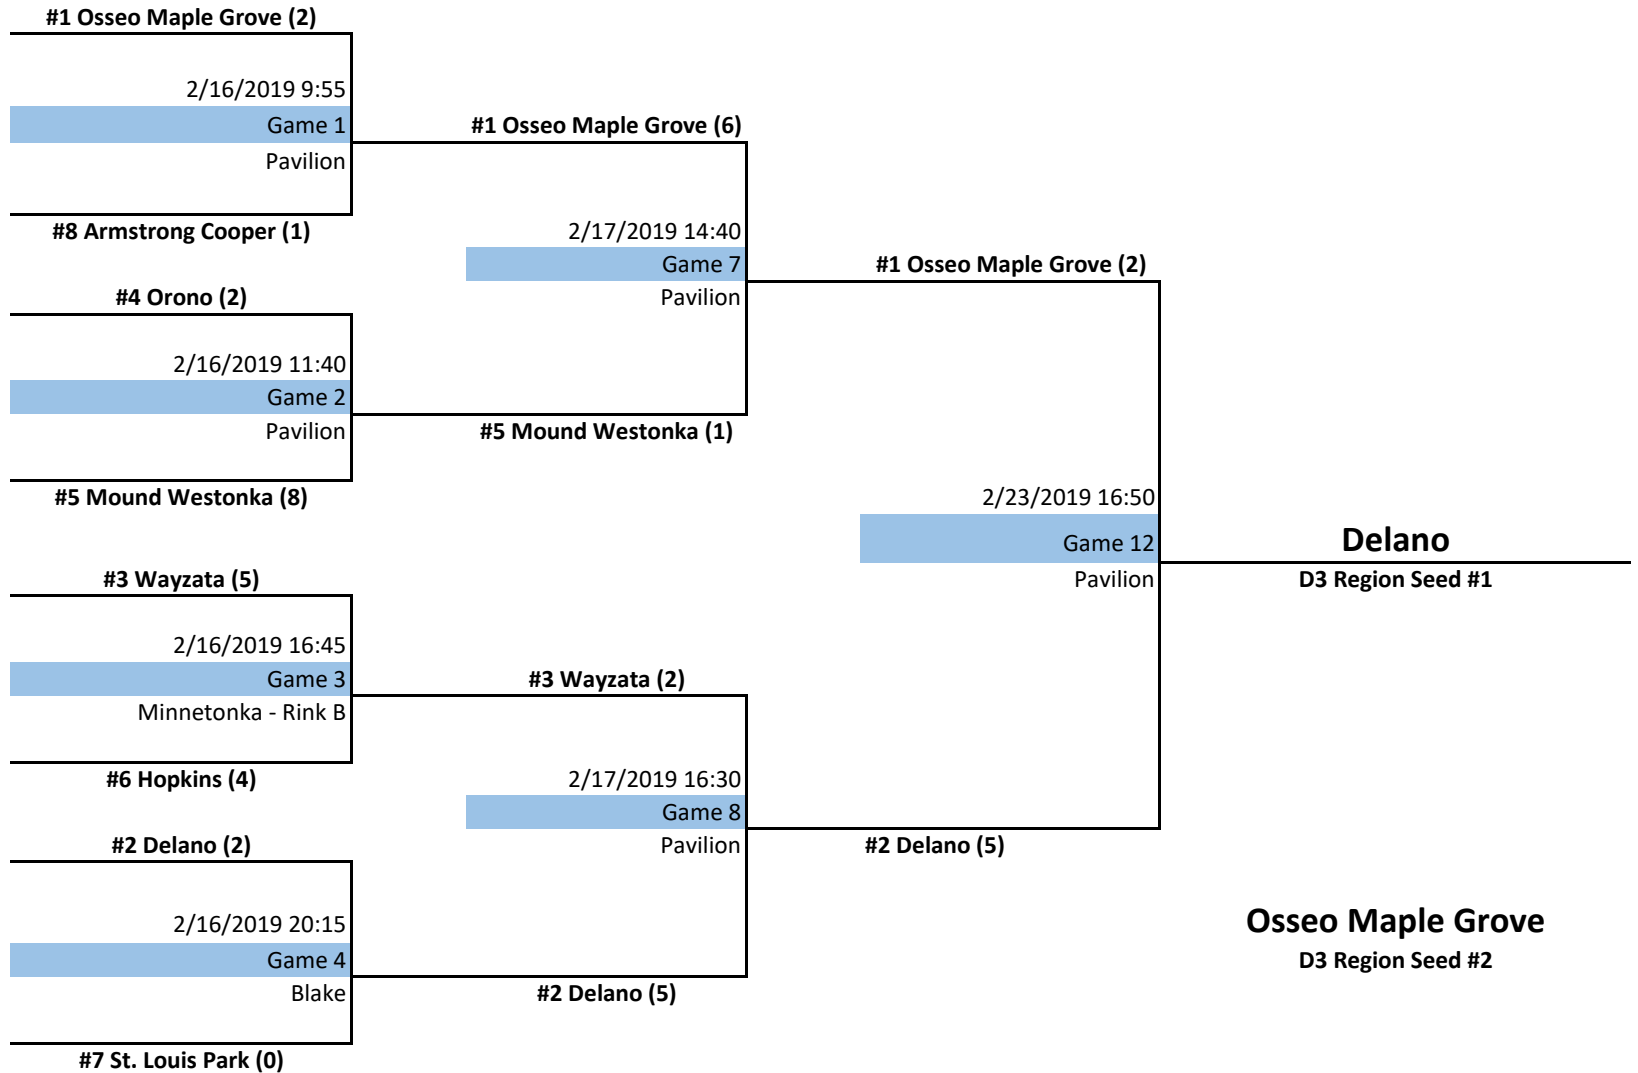 #1 Osseo Maple Grove (2)
2/16/2019 9:55
Game 1
Pavilion
#8 Armstrong Cooper (1)
#4 Orono (2)
2/16/2019 11:40
Game 2
Pavilion
#5 Mound Westonka (8)
#3 Wayzata (5)
2/16/2019 16:45
Game 3
Minnetonka - Rink B
#6 Hopkins (4)
#2 Delano (2)
2/16/2019 20:15
Game 4
Blake
#7 St. Louis Park (0)
#1 Osseo Maple Grove (6)
2/17/2019 14:40
Game 7
Pavilion
#5 Mound Westonka (1)
#3 Wayzata (2)
2/17/2019 16:30
Game 8
Pavilion
#2 Delano (5)
#1 Osseo Maple Grove (2)
2/23/2019 16:50
Game 12
Pavilion
#2 Delano (5)
Delano
D3 Region Seed #1
Osseo Maple Grove
D3 Region Seed #2